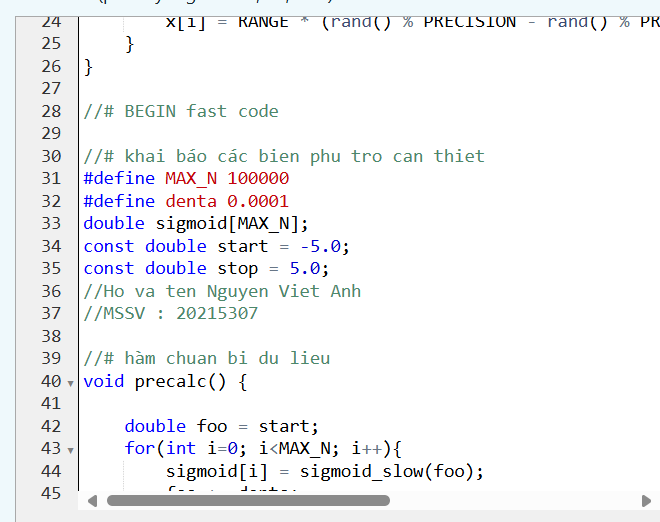 24 x[i] = RANGE * (rand() % PRECISION - rand() % PR
25 }
26 }
27
28 //# BEGIN fast code
29
30 //# khai báo các bien phu tro can thiet
31 #define MAX_N 100000
32 #define denta 0.0001
33 double sigmoid[MAX_N];
34 const double start = -5.0;
35 const double stop = 5.0;
36 //Ho va ten Nguyen Viet Anh
37 //MSSV : 20215307
38
39 //# hàm chuan bi du lieu
40 void precalc() {
41
42 double foo = start;
43 for(int i=0; i<MAX_N; i++){
44 sigmoid[i] = sigmoid_slow(foo);
45